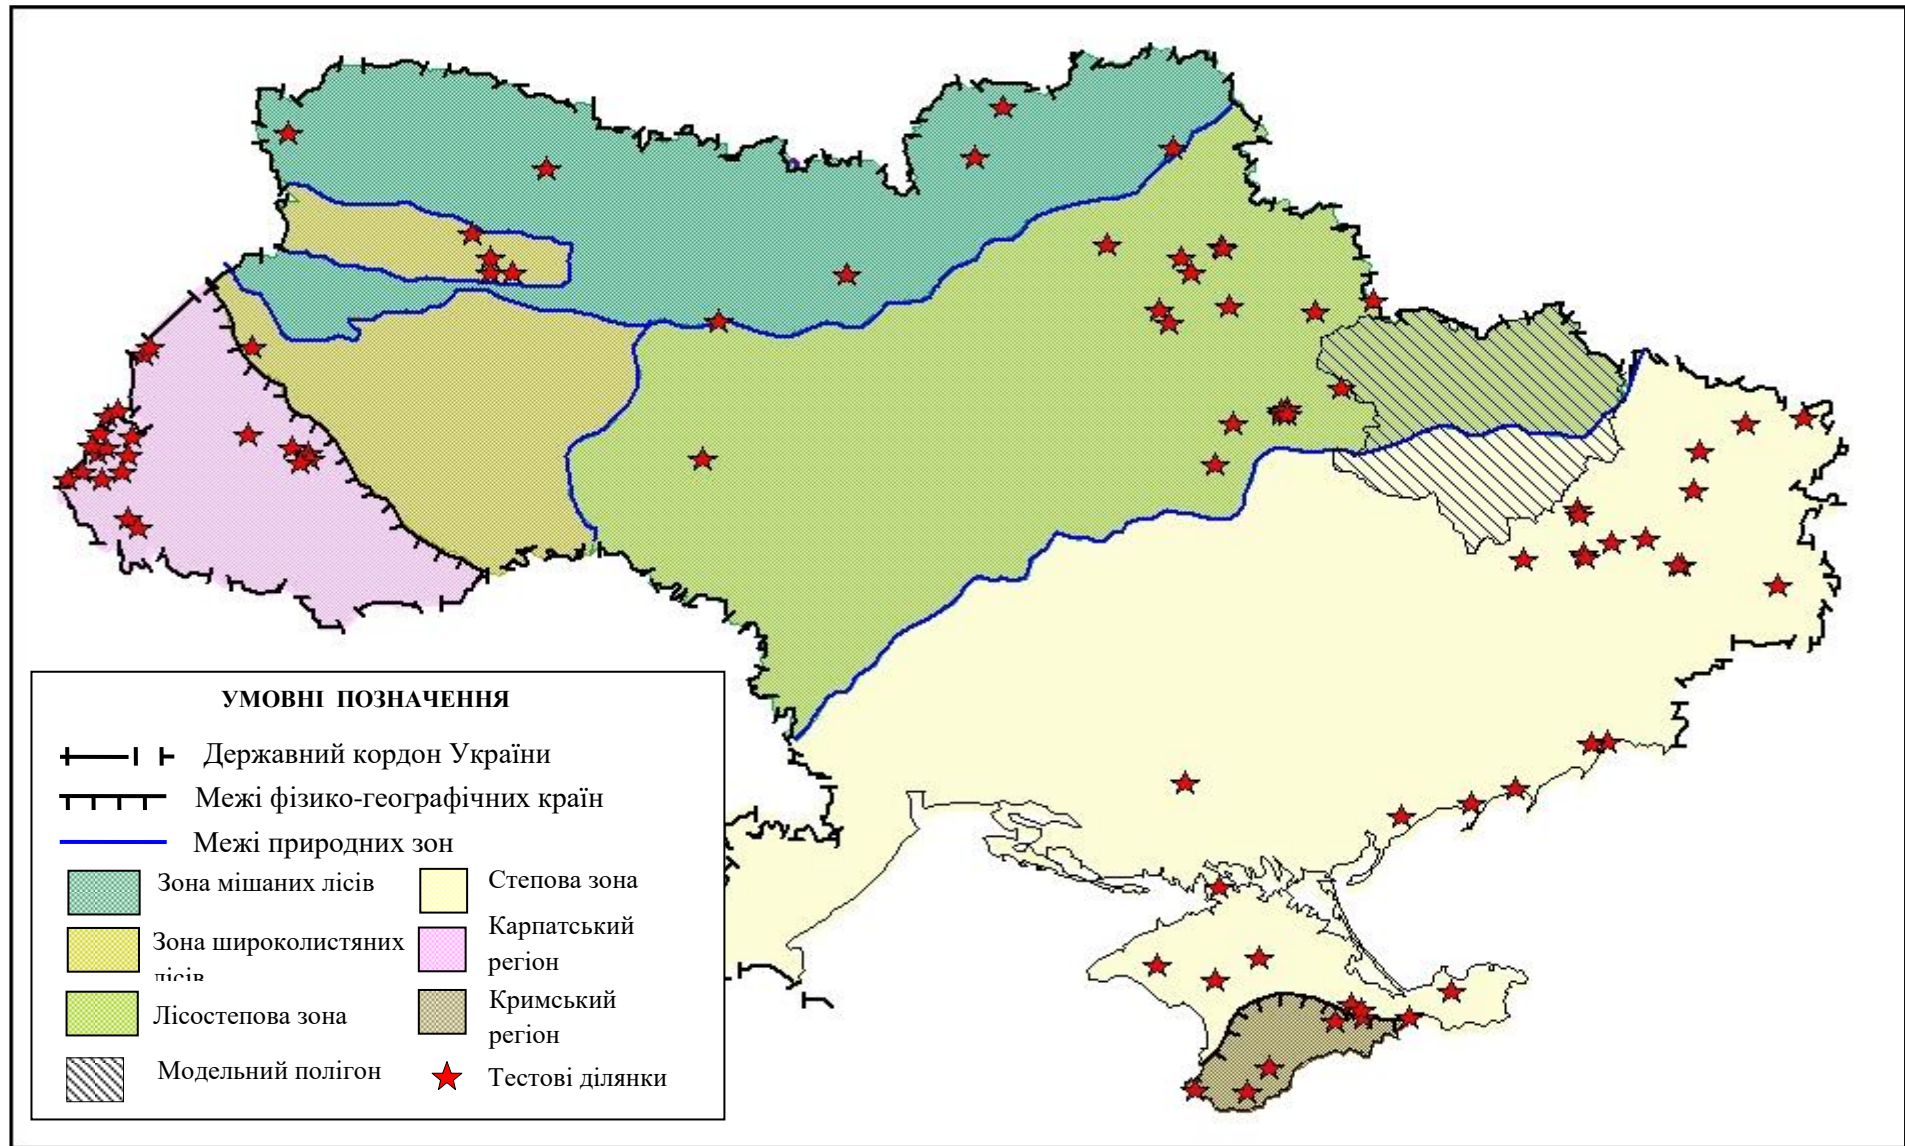 УМОВНІ ПОЗНАЧЕННЯ
Державний кордон України
Межі фізико-географічних країн
Межі природних зон
Зона мішаних лісів
Зона широколистяних
лісів
Лісостепова зона
Модельний полігон
Степова зона
Карпатський
регіон
Кримський
регіон
Тестові ділянки